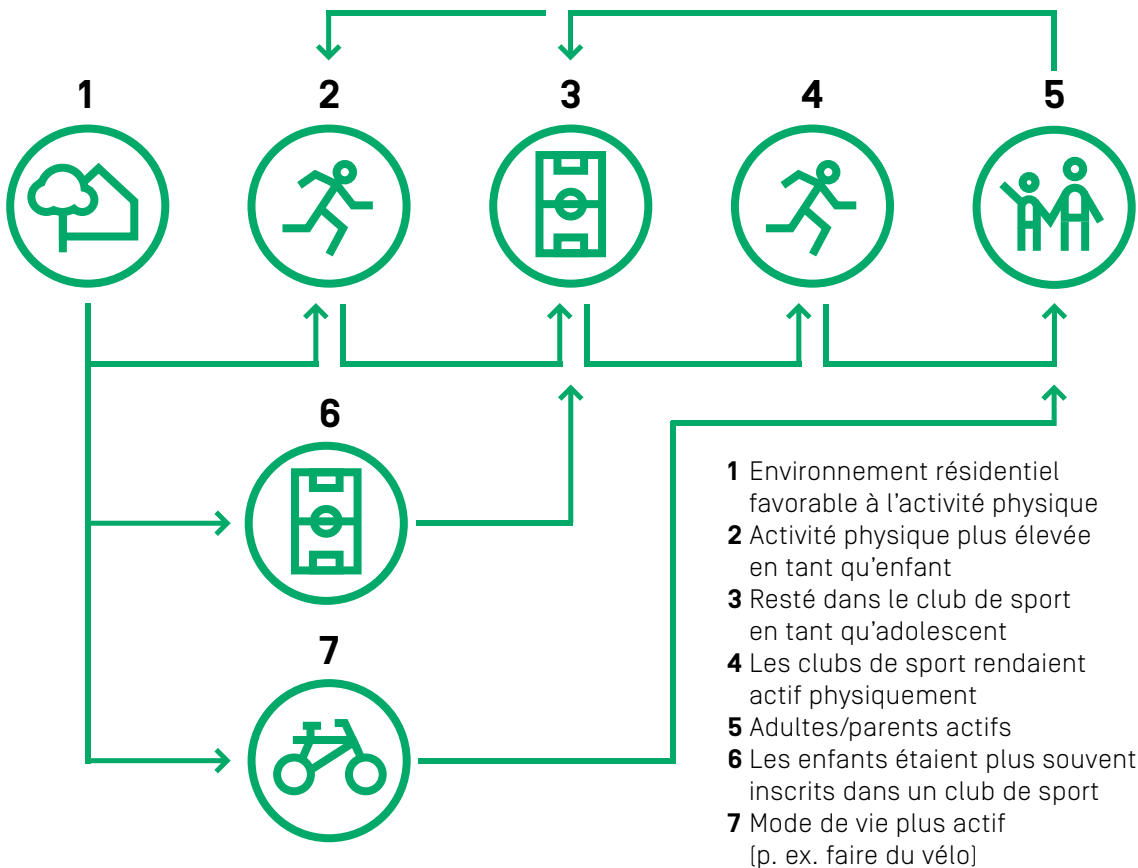 1 2 3 4 5
6
7
1 Environnement résidentiel
favorable à l’activité physique
2 Activité physique plus élevée
en tant qu’enfant
3 Resté dans le club de sport
en tant qu’adolescent
4 Les clubs de sport rendaient
actif physiquement
5 Adultes/parents actifs
6 Les enfants étaient plus souvent
inscrits dans un club de sport
7 Mode de vie plus actif
(p. ex. faire du vélo)